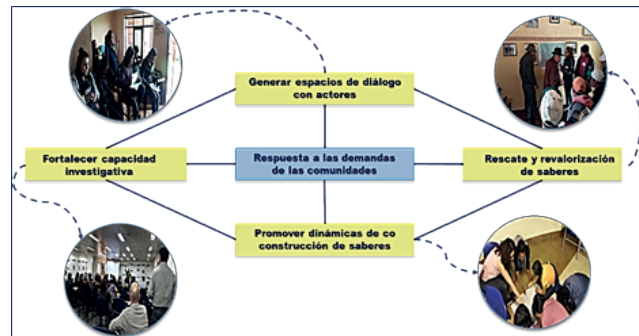 Generar espacios de diálogo
con actores
Fortalecer capacidad
investigativa
Respuesta a las demandas
de las comunidades
Rescate y revalorización
de saberes
Promover dinámicas de co
construcción de saberes